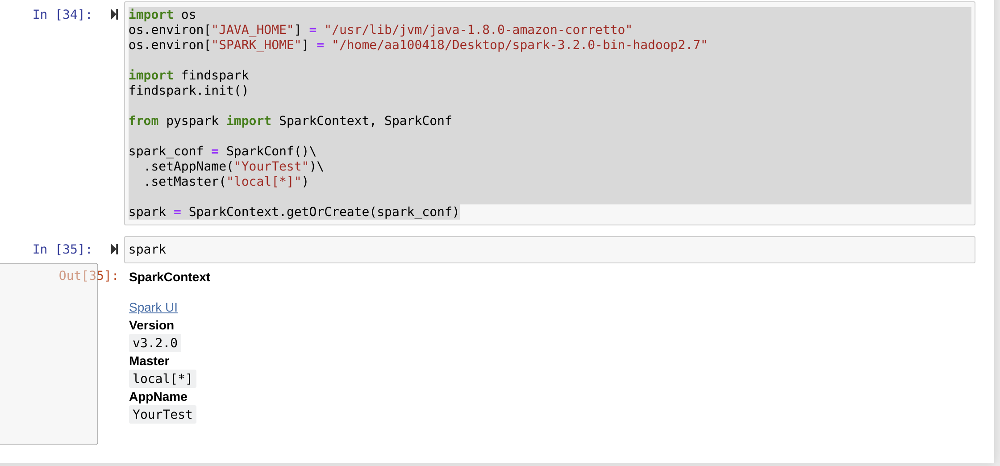 In [34]:
import os
os.environ["JAVA_HOME"] = "/usr/lib/jvm/java-1.8.0-amazon-corretto"
os.environ["SPARK_HOME"] = "/home/aa100418/Desktop/spark-3.2.0-bin-hadoop2.7"
import findspark
findspark.init()
from pyspark import SparkContext, SparkConf
spark_conf = SparkConf()\
  .setAppName("YourTest")\
  .setMaster("local[*]")
spark = SparkContext.getOrCreate(spark_conf)
In [35]:
spark
Out[35]:
SparkContext
Spark UI
Version
v3.2.0
Master
local[*]
AppName
YourTest